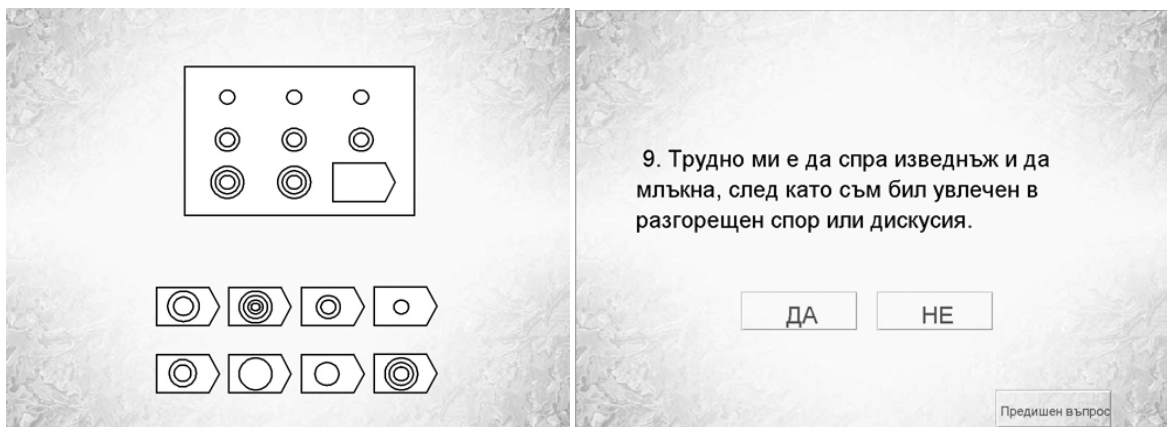 9. Трудно ми е да спра изведнъж и да
млъкна, след като съм бил увлечен в
разгорещен спор или дискусия.
ДА
НЕ
Предишен въпрос